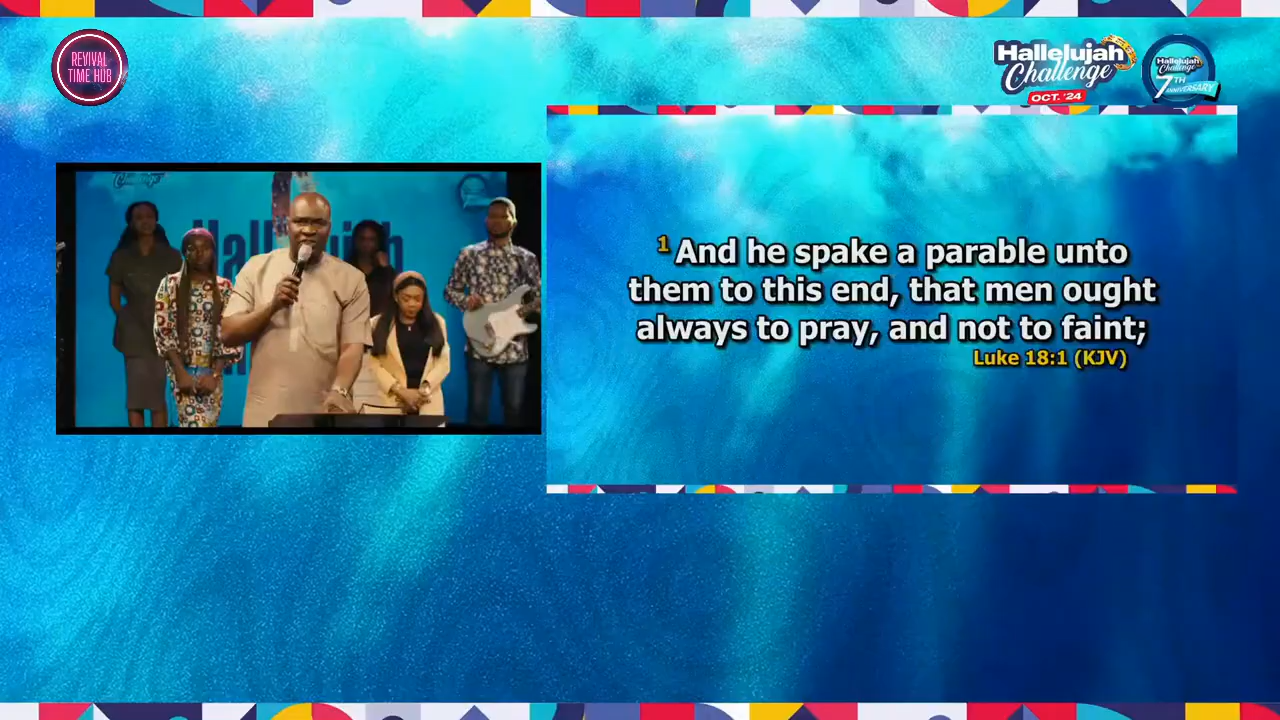 REVIVAL
TIME HUB
Hallelujah
Challenge
OCT. '24
Hallelujah
Challenge
7TH
ANNIVERSARY
Challenge
1 And he spake a parable unto
them to this end, that men ought
always to pray, and not to faint;
Luke 18:1 (KJV)